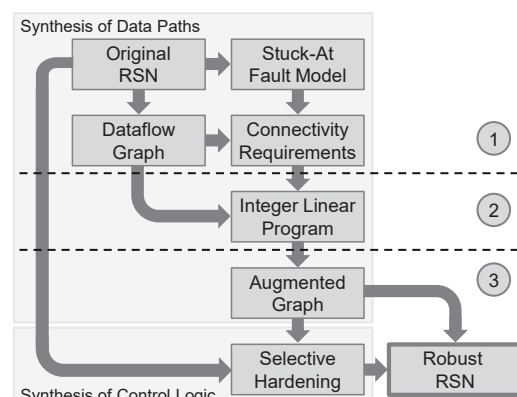 Synthesis of Data Paths
Original
RSN
Stuck-At
Fault Model
Dataflow
Graph
Connectivity
Requirements
1
Integer Linear
Program
2
Augmented
Graph
3
Selective
Hardening
Robust
RSN
Synthesis of Control Logic